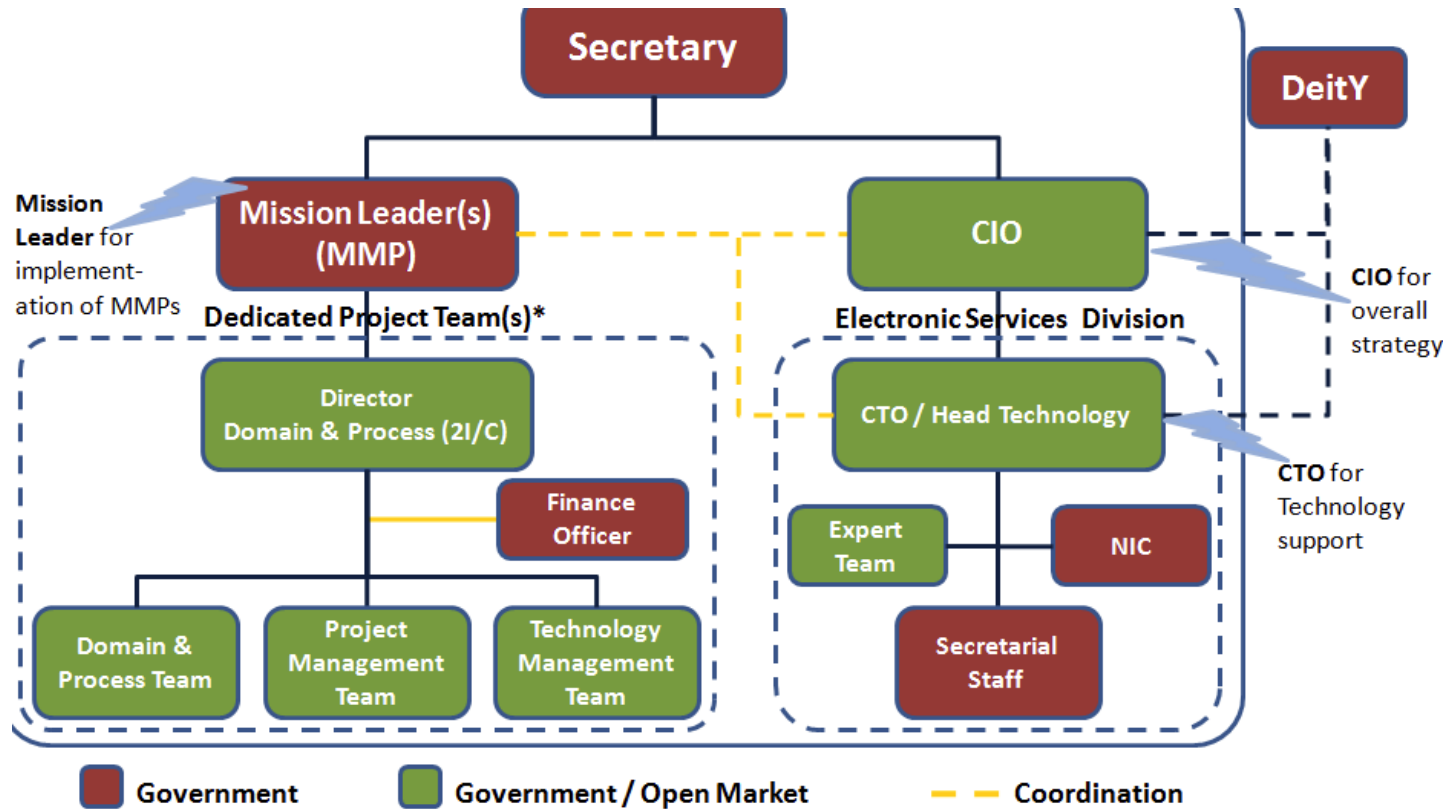 Secretary
DeitY
Mission
Leader for
implement-
ation of MMPs
Mission Leader(s)
(MMP)
CIO
CIO for
overall
strategy
Dedicated Project Team(s)*
Electronic Services Division
Director
Domain & Process (2I/C)
CTO / Head Technology
CTO for
Technology
support
Finance
Officer
Expert
Team
NIC
Domain &
Process Team
Project
Management
Team
Technology
Management
Team
Secretarial
Staff
Government
Government / Open Market
Coordination